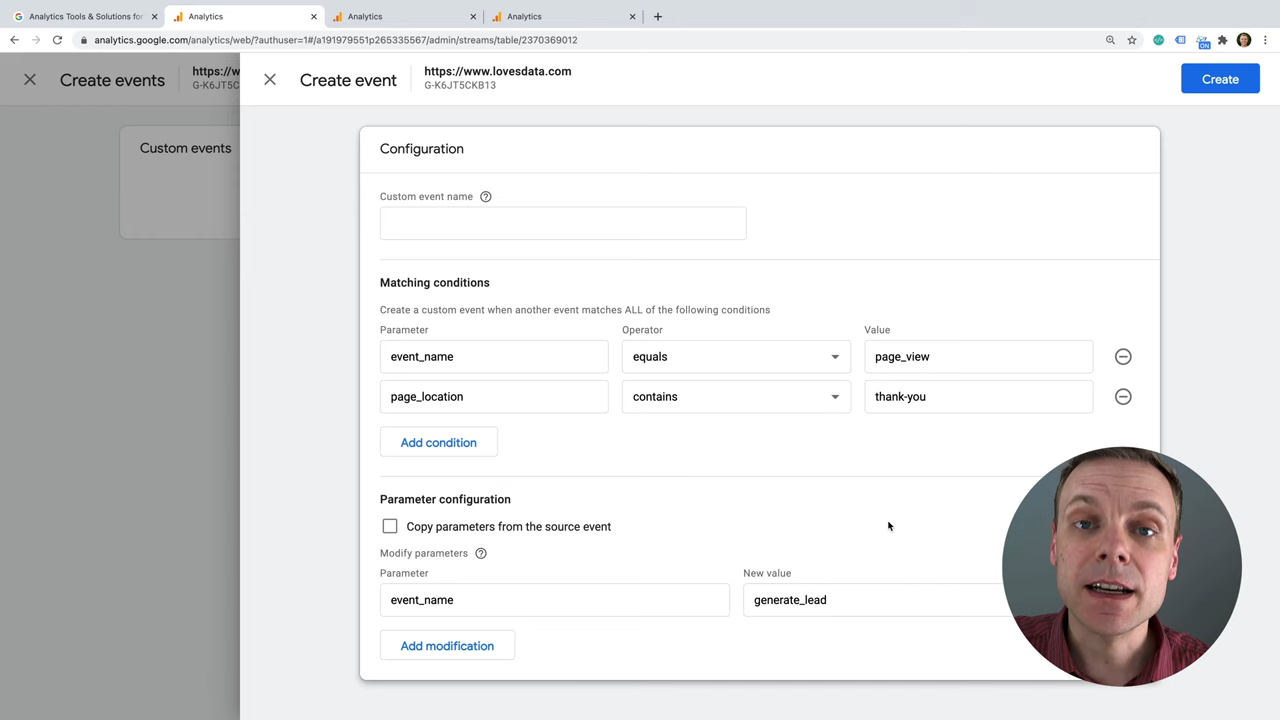 Analytics Tools & Solutions for
Analytics
Analytics
Analytics
analytics.google.com/analytics/web/?authuser=1#/a191979551p265335567/admin/streams/table/2370369012
ON
Create events
https://w
G-K6JT5C
Create event
https://www.lovesdata.com
G-K6JT5CKB13
Create
Custom events
Configuration
Custom event name
Matching conditions
Create a custom event when another event matches ALL of the following conditions
Parameter Operator Value
event_name equals page_view
page_location contains thank-you
Add condition
Parameter configuration
Copy parameters from the source event
Modify parameters
Parameter New value
event_name generate_lead
Add modification